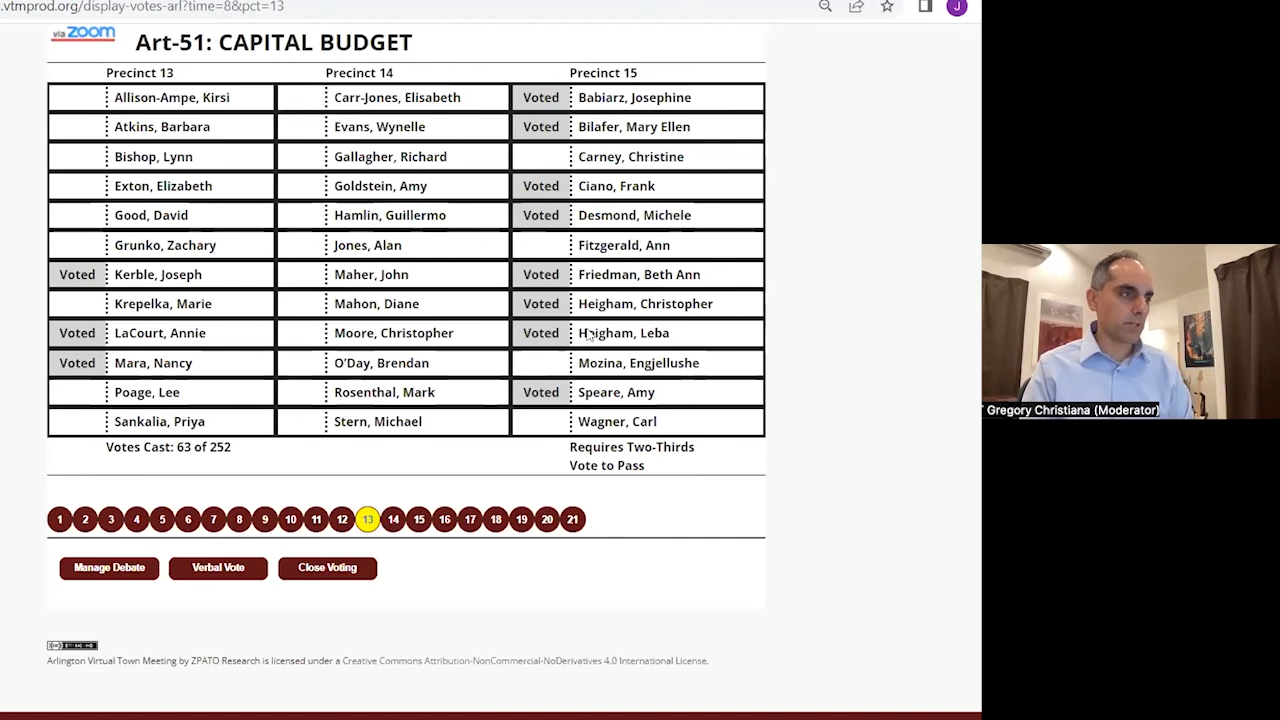 .vtmprod.org/display-votes-arl?time=8&pct=13
J
via zoom
Art-51: CAPITAL BUDGET
Precinct 13 Precinct 14 Precinct 15
Allison-Ampe, Kirsi Carr-Jones, Elisabeth Voted Babiarz, Josephine
Atkins, Barbara Evans, Wynelle Voted Bilafer, Mary Ellen
Bishop, Lynn Gallagher, Richard Carney, Christine
Exton, Elizabeth Goldstein, Amy Voted Ciano, Frank
Good, David Hamlin, Guillermo Voted Desmond, Michele
Grunko, Zachary Jones, Alan Fitzgerald, Ann
Voted Kerble, Joseph Maher, John Voted Friedman, Beth Ann
Krepelka, Marie Mahon, Diane Voted Heigham, Christopher
Voted LaCourt, Annie Moore, Christopher Voted Heigham, Leba
Voted Mara, Nancy O'Day, Brendan Mozina, Engjellushe
Poage, Lee Rosenthal, Mark Voted Speare, Amy
Sankalia, Priya Stern, Michael Wagner, Carl
Votes Cast: 63 of 252 Requires Two-Thirds
Vote to Pass
1 2 3 4 5 6 7 8 9 10 11 12 13 14 15 16 17 18 19 20 21
Manage Debate Verbal Vote Close Voting
Arlington Virtual Town Meeting by ZPATO Research is licensed under a Creative Commons Attribution-NonCommercial-NoDerivatives 4.0 International License.
Gregory Christiana (Moderator)